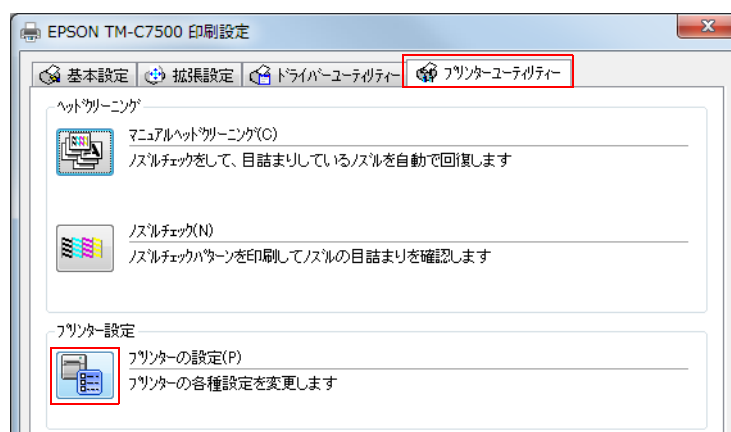 EPSON TM-C7500 印刷設定
基本設定 拡張設定 ﾄﾞﾗｲﾊﾞｰﾕｰﾃｨﾘﾃｨｰ ﾌﾟﾘﾝﾀｰﾕｰﾃｨﾘﾃｨｰ
ﾍｯﾄﾞｸﾘｰﾆﾝｸﾞ
ﾏﾆｭｱﾙﾍｯﾄﾞｸﾘｰﾆﾝｸﾞ(C)
ﾉｽﾞﾙﾁｪｯｸをして、目詰まりしているﾉｽﾞﾙを自動で回復します
ﾉｽﾞﾙﾁｪｯｸ(N)
ﾉｽﾞﾙﾁｪｯｸﾊﾟﾀｰﾝを印刷してﾉｽﾞﾙの目詰まりを確認します
ﾌﾟﾘﾝﾀｰ設定
ﾌﾟﾘﾝﾀｰの設定(P)
ﾌﾟﾘﾝﾀｰの各種設定を変更します